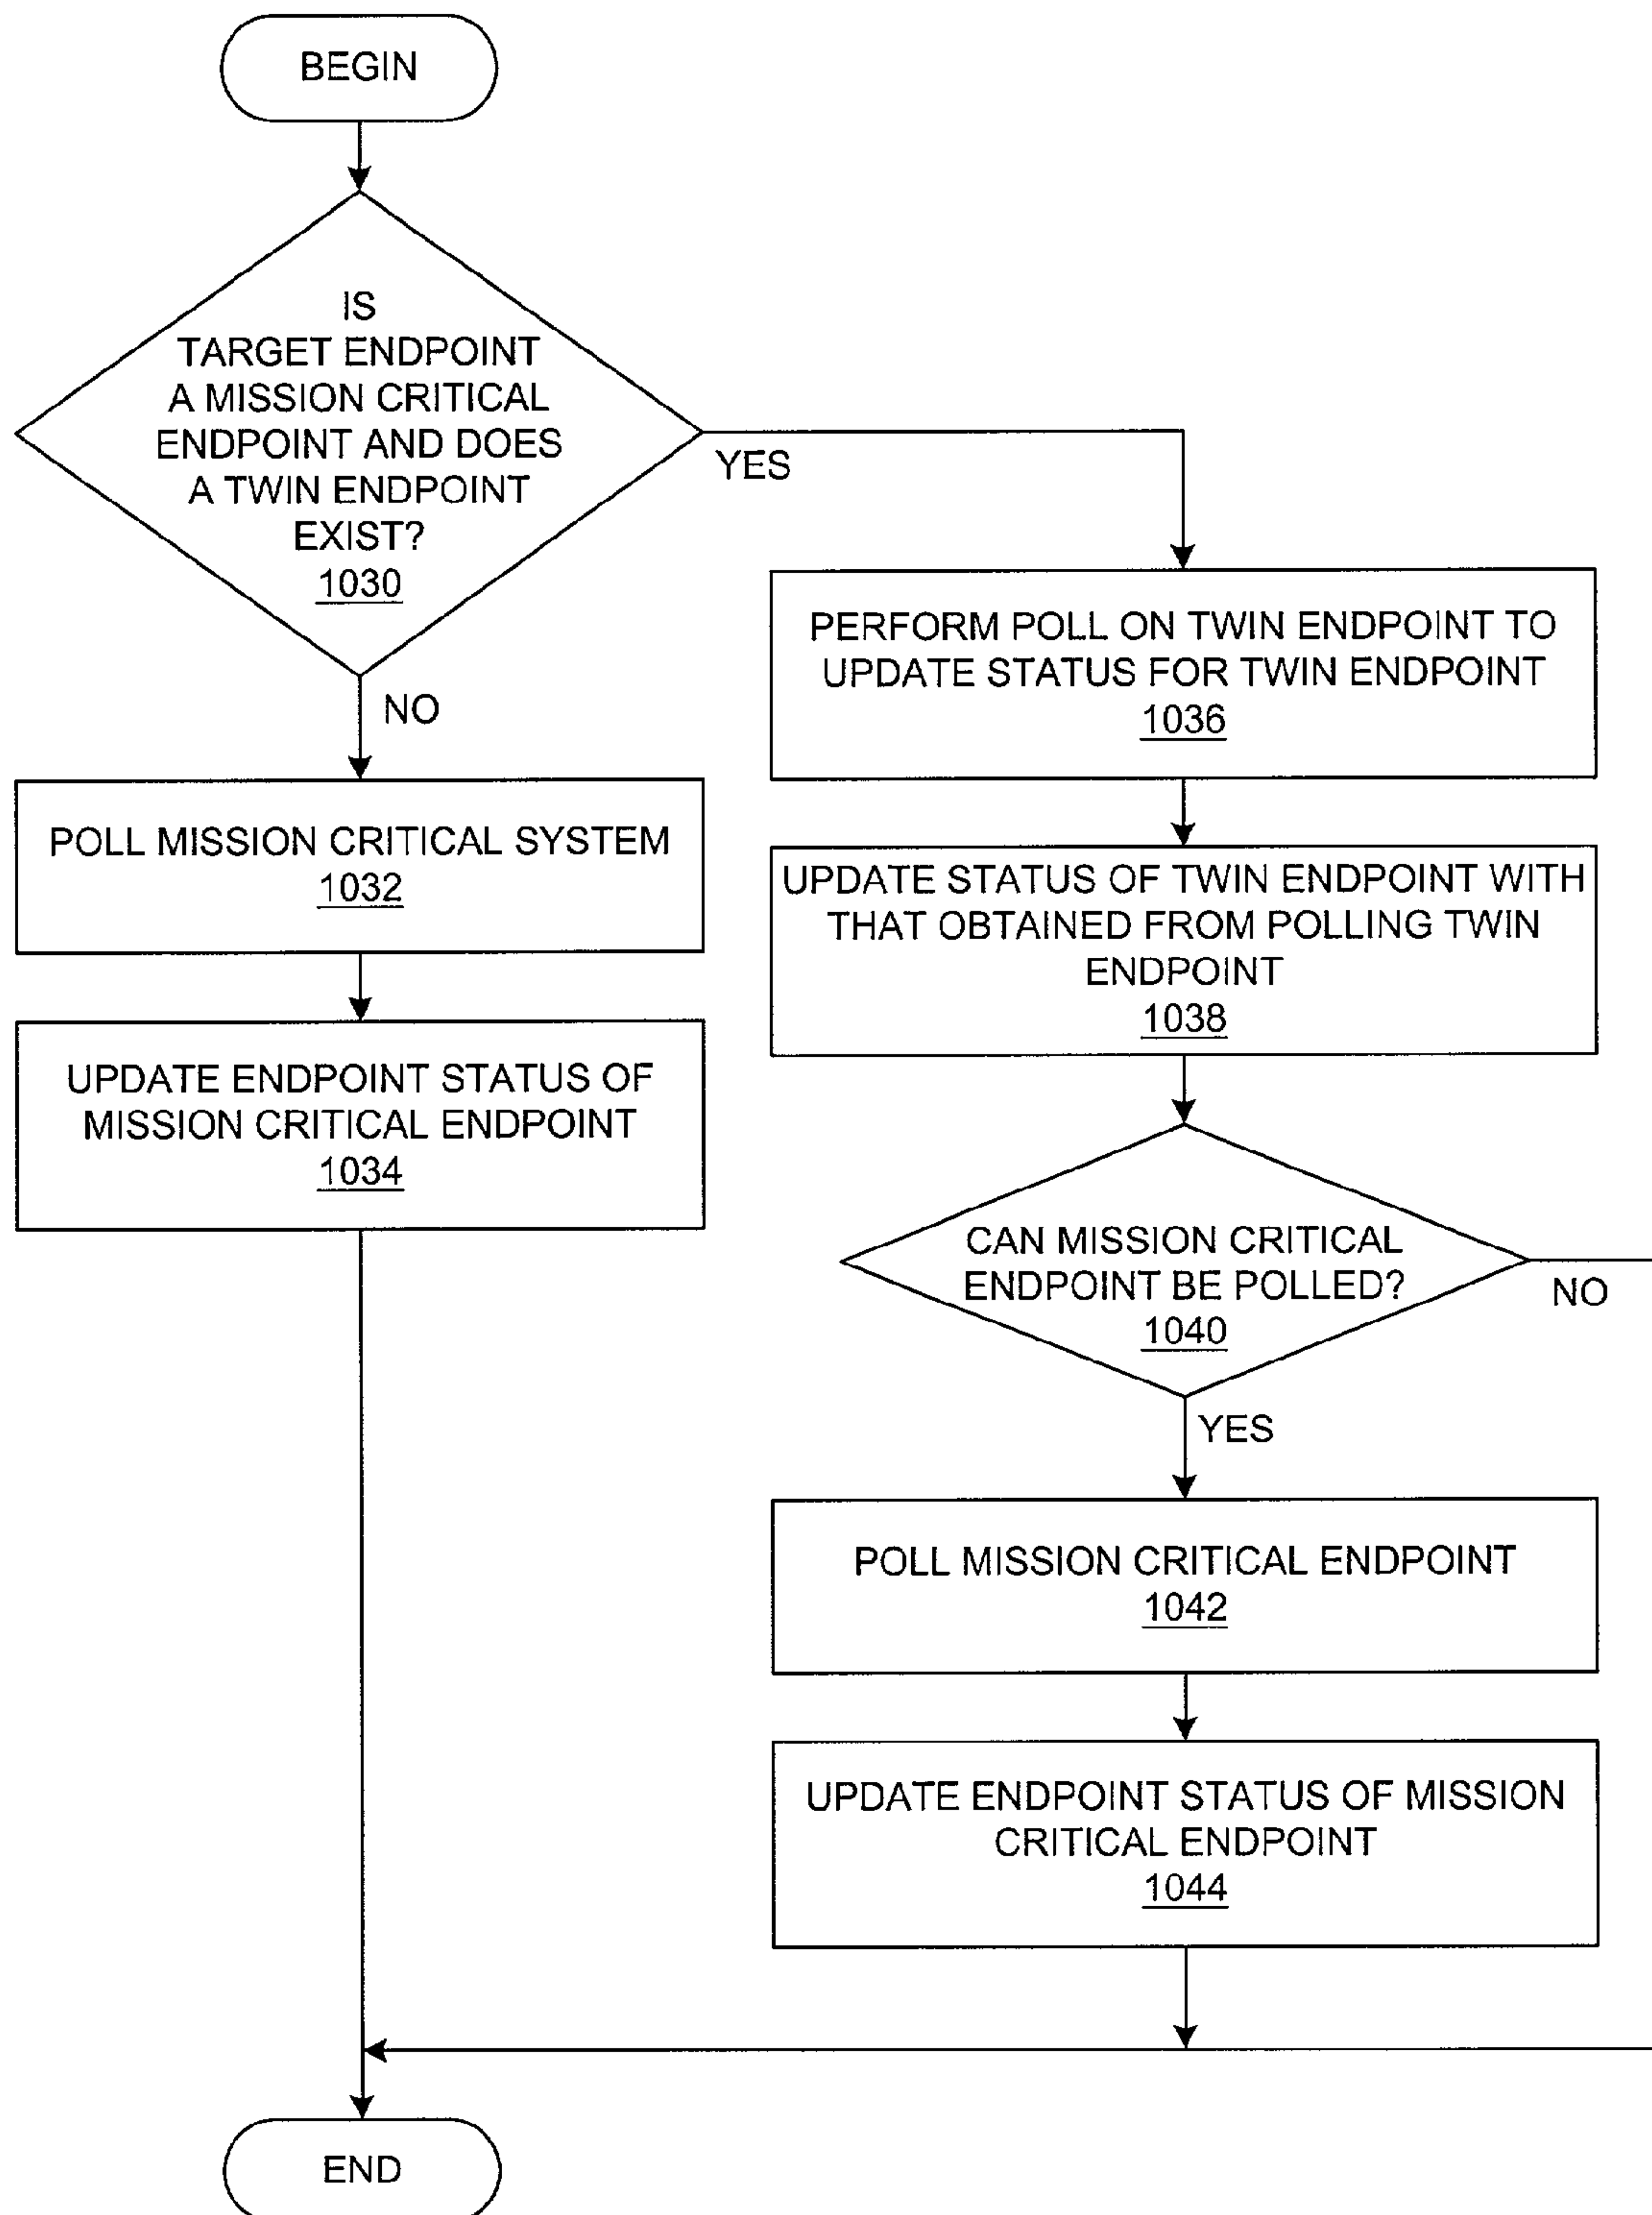 BEGIN
IS
TARGET ENDPOINT
A MISSION CRITICAL
ENDPOINT AND DOES
A TWIN ENDPOINT
EXIST?
1030
YES
NO
POLL MISSION CRITICAL SYSTEM
1032
UPDATE ENDPOINT STATUS OF
MISSION CRITICAL ENDPOINT
1034
PERFORM POLL ON TWIN ENDPOINT TO
UPDATE STATUS FOR TWIN ENDPOINT
1036
UPDATE STATUS OF TWIN ENDPOINT WITH
THAT OBTAINED FROM POLLING TWIN
ENDPOINT
1038
CAN MISSION CRITICAL
ENDPOINT BE POLLED?
1040
NO
YES
POLL MISSION CRITICAL ENDPOINT
1042
UPDATE ENDPOINT STATUS OF MISSION
CRITICAL ENDPOINT
1044
END